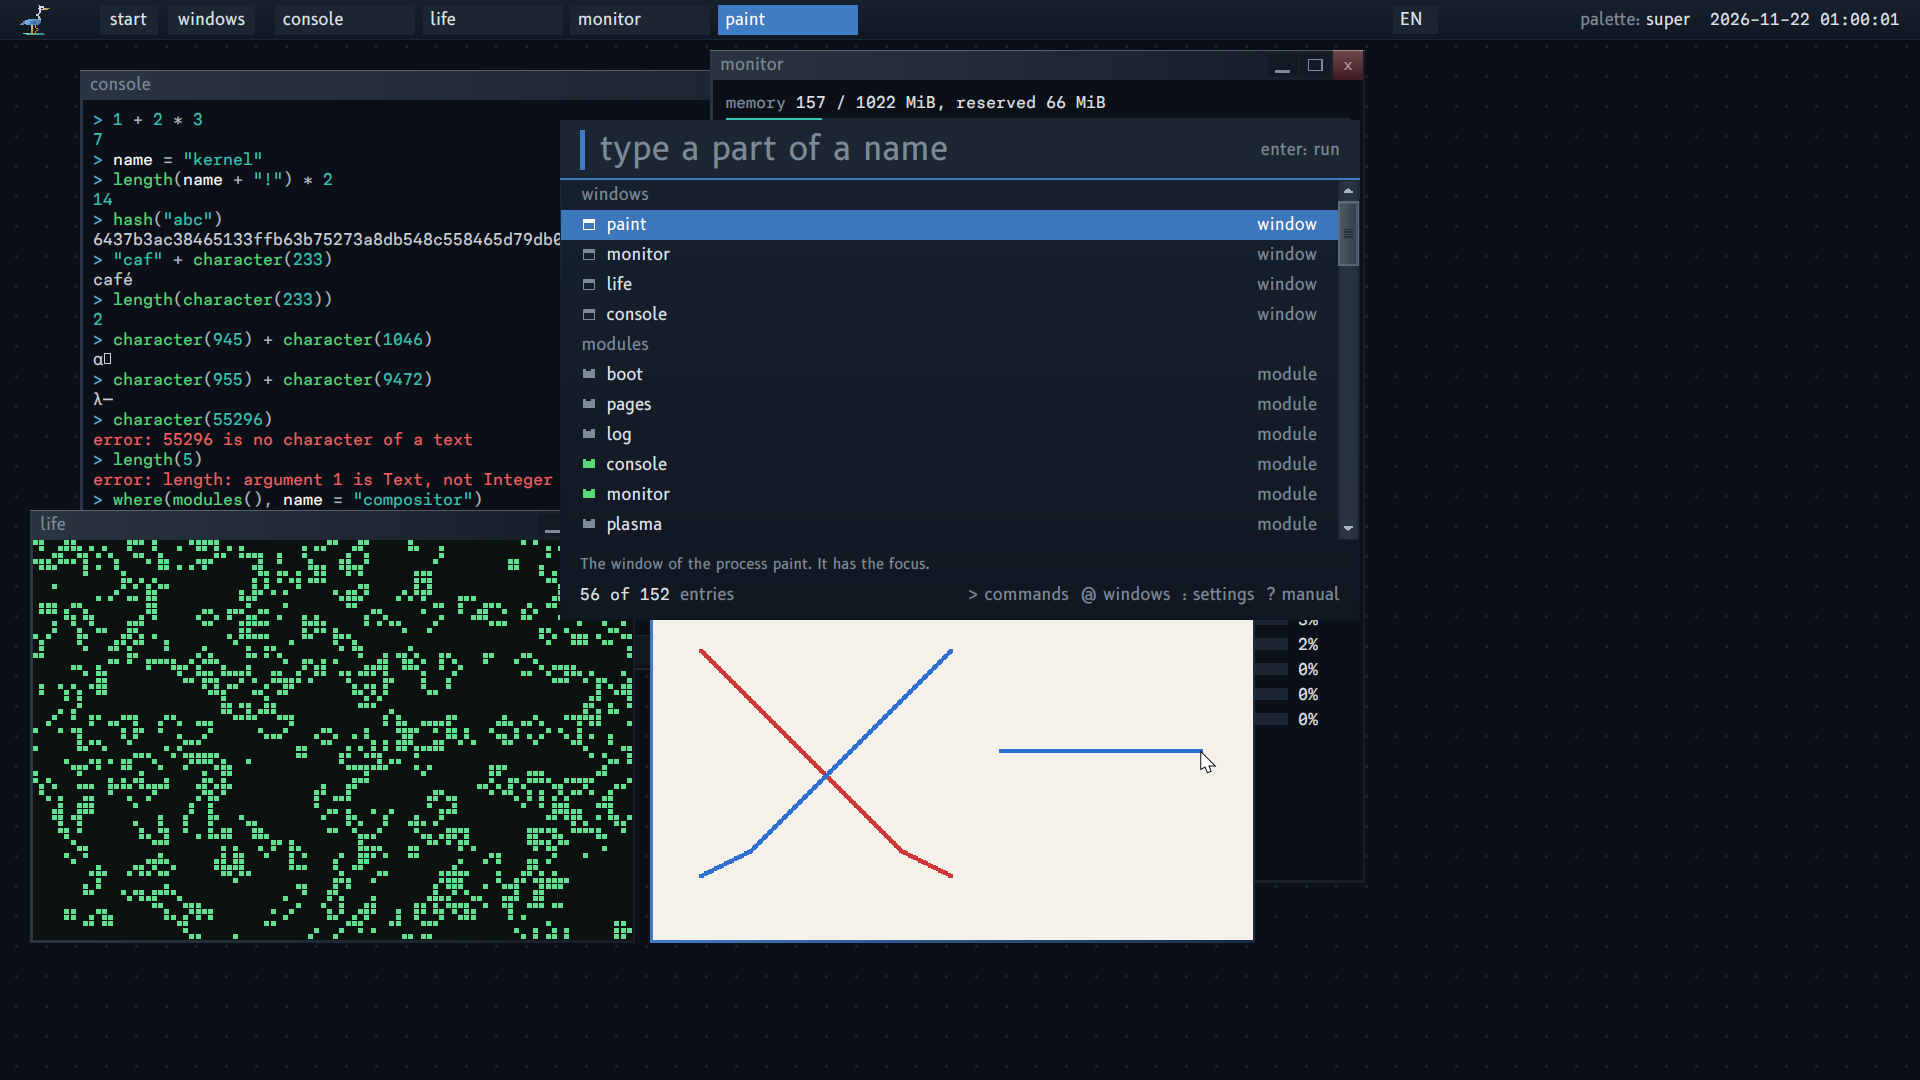 start windows console life monitor paint EN palette: super 2026-11-22 01:00:01
monitor x
memory 157 / 1022 MiB, reserved 66 MiB
console
> 1 + 2 * 3
7
> name = "kernel"
> length(name + "!") * 2
14
> hash("abc")
6437b3ac38465133ffb63b75273a8db548c558465d79db0
> "caf" + character(233)
café
> length(character(233))
2
> character(945) + character(1046)
α▯
> character(955) + character(9472)
λ─
> character(55296)
error: 55296 is no character of a text
> length(5)
error: length: argument 1 is Text, not Integer
> where(modules(), name = "compositor")
life
type a part of a name enter: run
windows
paint window
monitor window
life window
console window
modules
boot module
pages module
log module
console module
monitor module
plasma module
The window of the process paint. It has the focus.
56 of 152 entries > commands @ windows : settings ? manual
3%
2%
0%
0%
0%